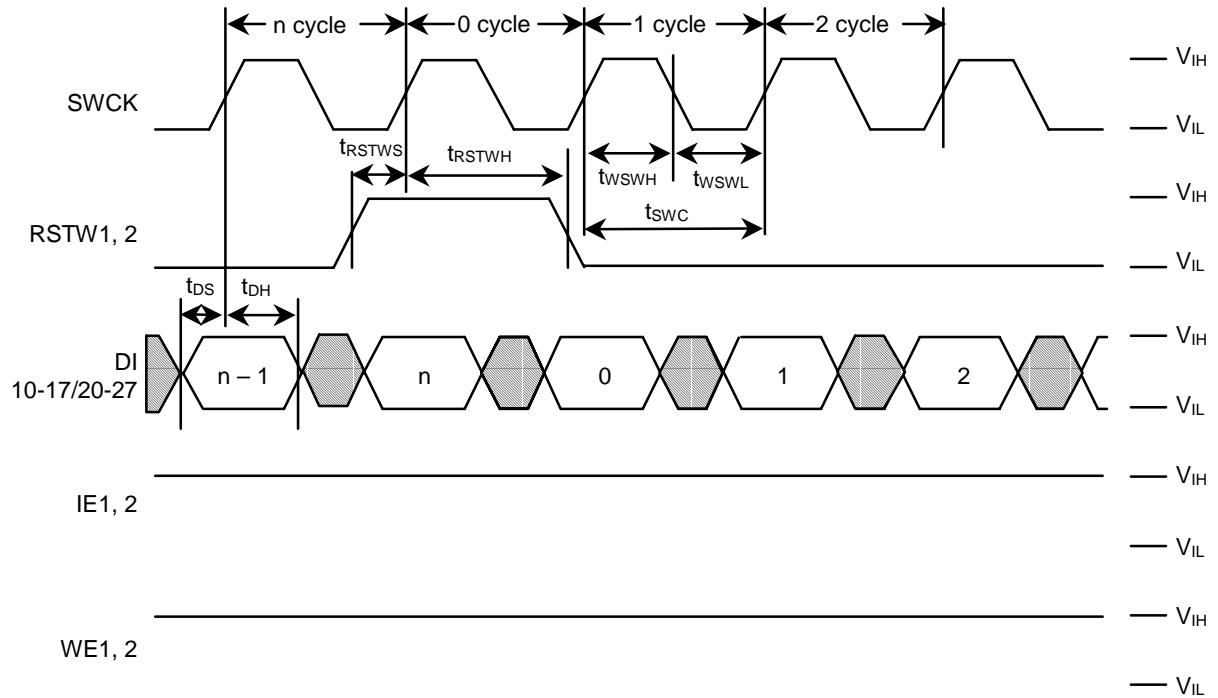 n cycle 0 cycle 1 cycle 2 cycle
VIH
SWCK
VIL
tRSTWS tRSTWH tWSWH tWSWL
VIH
tSWC
RSTW1, 2
VIL
tDS tDH
VIH
DI
10-17/20-27
n – 1 n 0 1 2
VIL
VIH
IE1, 2
VIL
VIH
WE1, 2
VIL